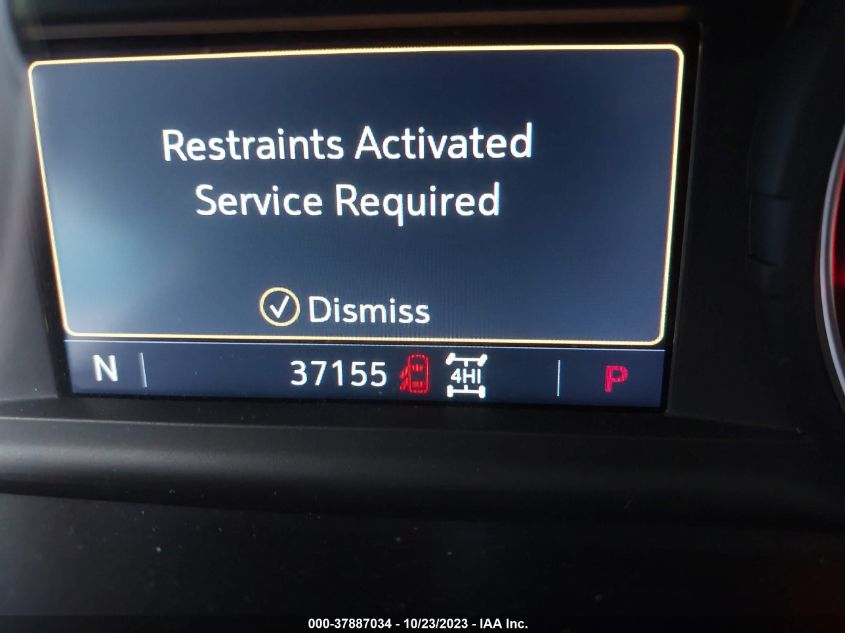 Restraints Activated
Service Required
Dismiss
N 37155 4HI P
000-37887034 - 10/23/2023 - IAA Inc.